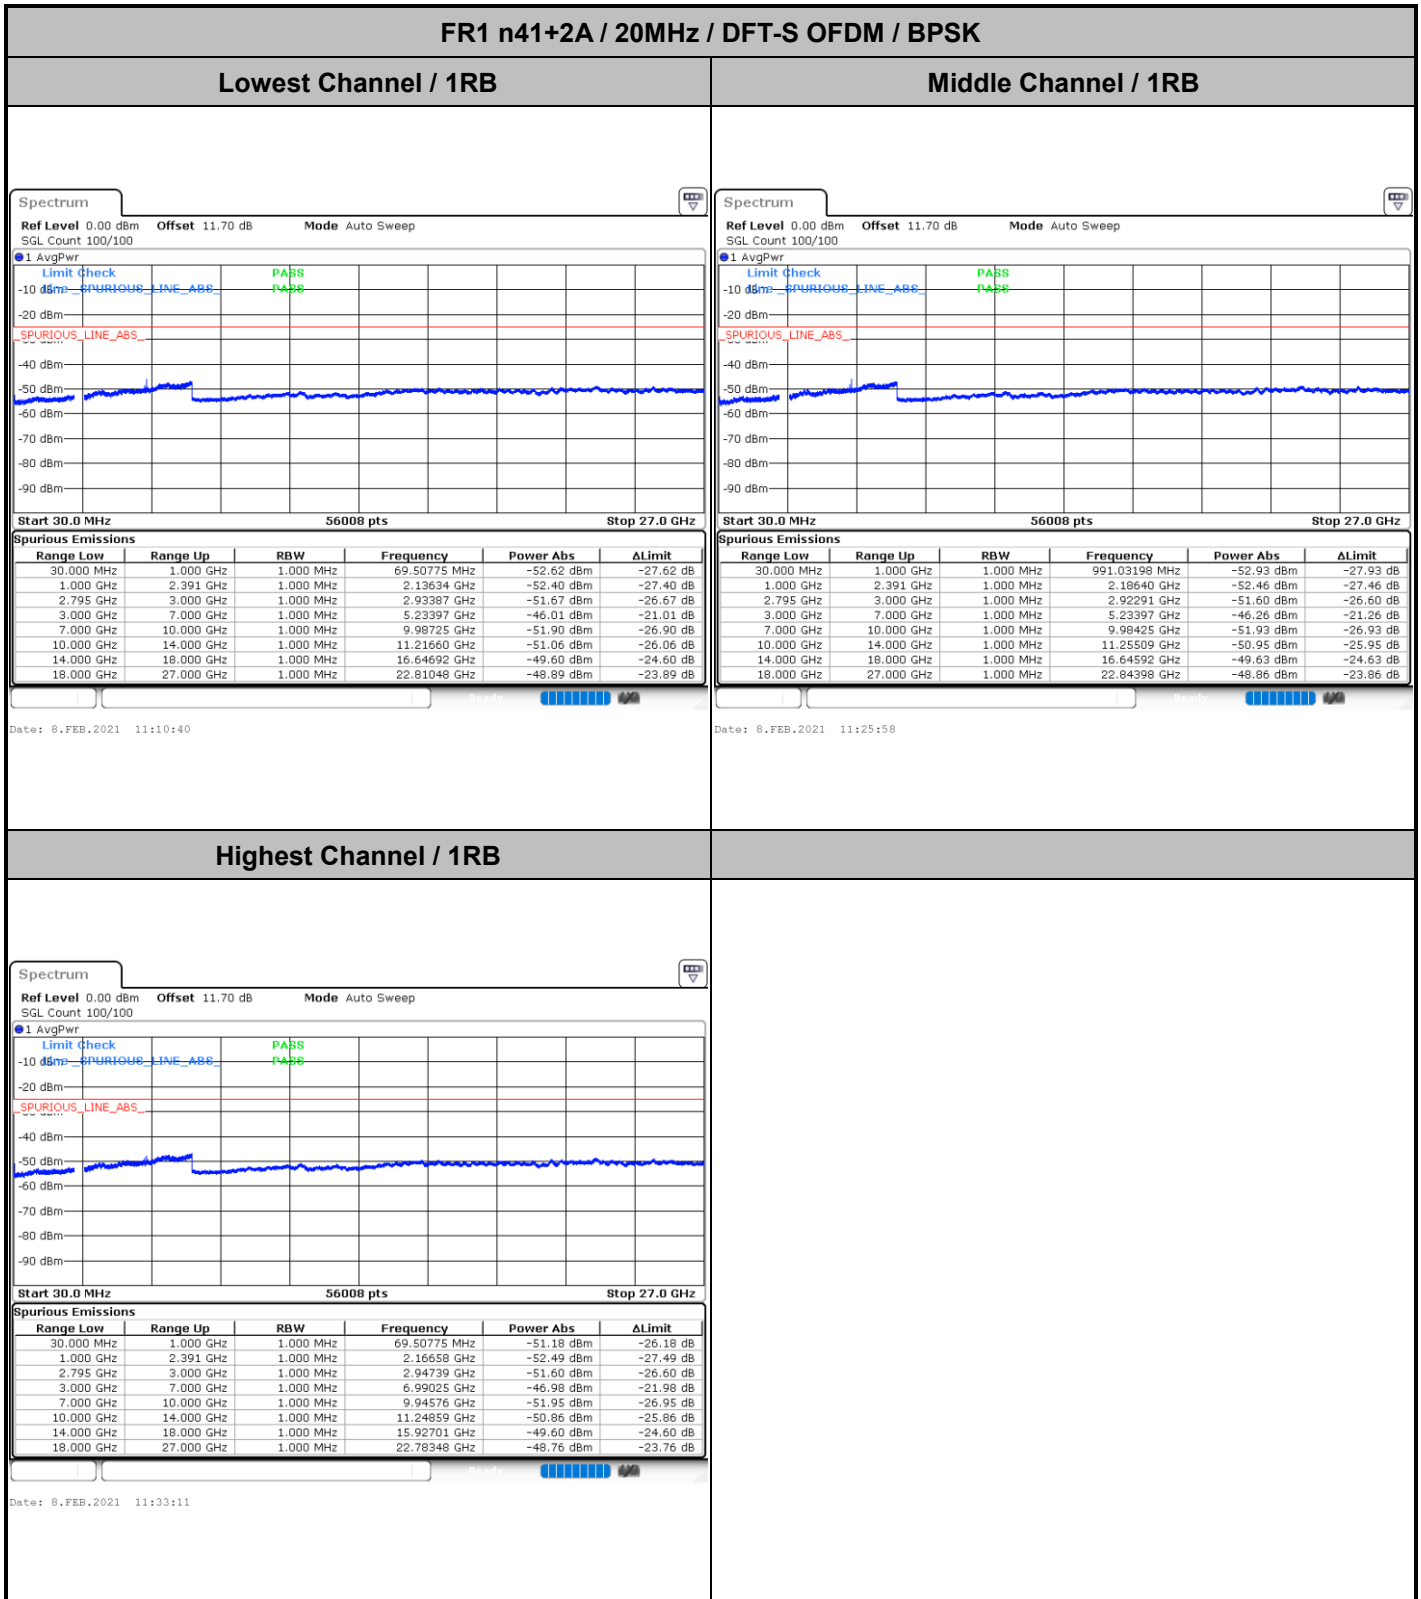 FR1 n41+2A / 20MHz / DFT-S OFDM / BPSK
Lowest Channel / 1RB
Middle Channel / 1RB
Spectrum
Ref Level 0.00 dBm Offset 11.70 dB Mode Auto Sweep
SGL Count 100/100
1 AvgPwr
Limit Check PASS
-10 dBm Line _SPURIOUS_LINE_ABS_ PASS
-20 dBm
_SPURIOUS_LINE_ABS_
-40 dBm
-50 dBm
-60 dBm
-70 dBm
-80 dBm
-90 dBm
Start 30.0 MHz 56008 pts Stop 27.0 GHz
Spurious Emissions
Range Low Range Up RBW Frequency Power Abs ΔLimit
30.000 MHz 1.000 GHz 1.000 MHz 69.50775 MHz -52.62 dBm -27.62 dB
1.000 GHz 2.391 GHz 1.000 MHz 2.13634 GHz -52.40 dBm -27.40 dB
2.795 GHz 3.000 GHz 1.000 MHz 2.93387 GHz -51.67 dBm -26.67 dB
3.000 GHz 7.000 GHz 1.000 MHz 5.23397 GHz -46.01 dBm -21.01 dB
7.000 GHz 10.000 GHz 1.000 MHz 9.98725 GHz -51.90 dBm -26.90 dB
10.000 GHz 14.000 GHz 1.000 MHz 11.21660 GHz -51.06 dBm -26.06 dB
14.000 GHz 18.000 GHz 1.000 MHz 16.64692 GHz -49.60 dBm -24.60 dB
18.000 GHz 27.000 GHz 1.000 MHz 22.81048 GHz -48.89 dBm -23.89 dB
Date: 8.FEB.2021 11:10:40
Spectrum
Ref Level 0.00 dBm Offset 11.70 dB Mode Auto Sweep
SGL Count 100/100
1 AvgPwr
Limit Check PASS
-10 dBm Line _SPURIOUS_LINE_ABS_ PASS
-20 dBm
_SPURIOUS_LINE_ABS_
-40 dBm
-50 dBm
-60 dBm
-70 dBm
-80 dBm
-90 dBm
Start 30.0 MHz 56008 pts Stop 27.0 GHz
Spurious Emissions
Range Low Range Up RBW Frequency Power Abs ΔLimit
30.000 MHz 1.000 GHz 1.000 MHz 991.03198 MHz -52.93 dBm -27.93 dB
1.000 GHz 2.391 GHz 1.000 MHz 2.18640 GHz -52.46 dBm -27.46 dB
2.795 GHz 3.000 GHz 1.000 MHz 2.92291 GHz -51.60 dBm -26.60 dB
3.000 GHz 7.000 GHz 1.000 MHz 5.23397 GHz -46.26 dBm -21.26 dB
7.000 GHz 10.000 GHz 1.000 MHz 9.98425 GHz -51.93 dBm -26.93 dB
10.000 GHz 14.000 GHz 1.000 MHz 11.25509 GHz -50.95 dBm -25.95 dB
14.000 GHz 18.000 GHz 1.000 MHz 16.64592 GHz -49.63 dBm -24.63 dB
18.000 GHz 27.000 GHz 1.000 MHz 22.84398 GHz -48.86 dBm -23.86 dB
Date: 8.FEB.2021 11:25:58
Highest Channel / 1RB
Spectrum
Ref Level 0.00 dBm Offset 11.70 dB Mode Auto Sweep
SGL Count 100/100
1 AvgPwr
Limit Check PASS
-10 dBm Line _SPURIOUS_LINE_ABS_ PASS
-20 dBm
_SPURIOUS_LINE_ABS_
-40 dBm
-50 dBm
-60 dBm
-70 dBm
-80 dBm
-90 dBm
Start 30.0 MHz 56008 pts Stop 27.0 GHz
Spurious Emissions
Range Low Range Up RBW Frequency Power Abs ΔLimit
30.000 MHz 1.000 GHz 1.000 MHz 69.50775 MHz -51.18 dBm -26.18 dB
1.000 GHz 2.391 GHz 1.000 MHz 2.16658 GHz -52.49 dBm -27.49 dB
2.795 GHz 3.000 GHz 1.000 MHz 2.94739 GHz -51.60 dBm -26.60 dB
3.000 GHz 7.000 GHz 1.000 MHz 6.99025 GHz -46.98 dBm -21.98 dB
7.000 GHz 10.000 GHz 1.000 MHz 9.94576 GHz -51.95 dBm -26.95 dB
10.000 GHz 14.000 GHz 1.000 MHz 11.24859 GHz -50.86 dBm -25.86 dB
14.000 GHz 18.000 GHz 1.000 MHz 15.92701 GHz -49.60 dBm -24.60 dB
18.000 GHz 27.000 GHz 1.000 MHz 22.78348 GHz -48.76 dBm -23.76 dB
Date: 8.FEB.2021 11:33:11